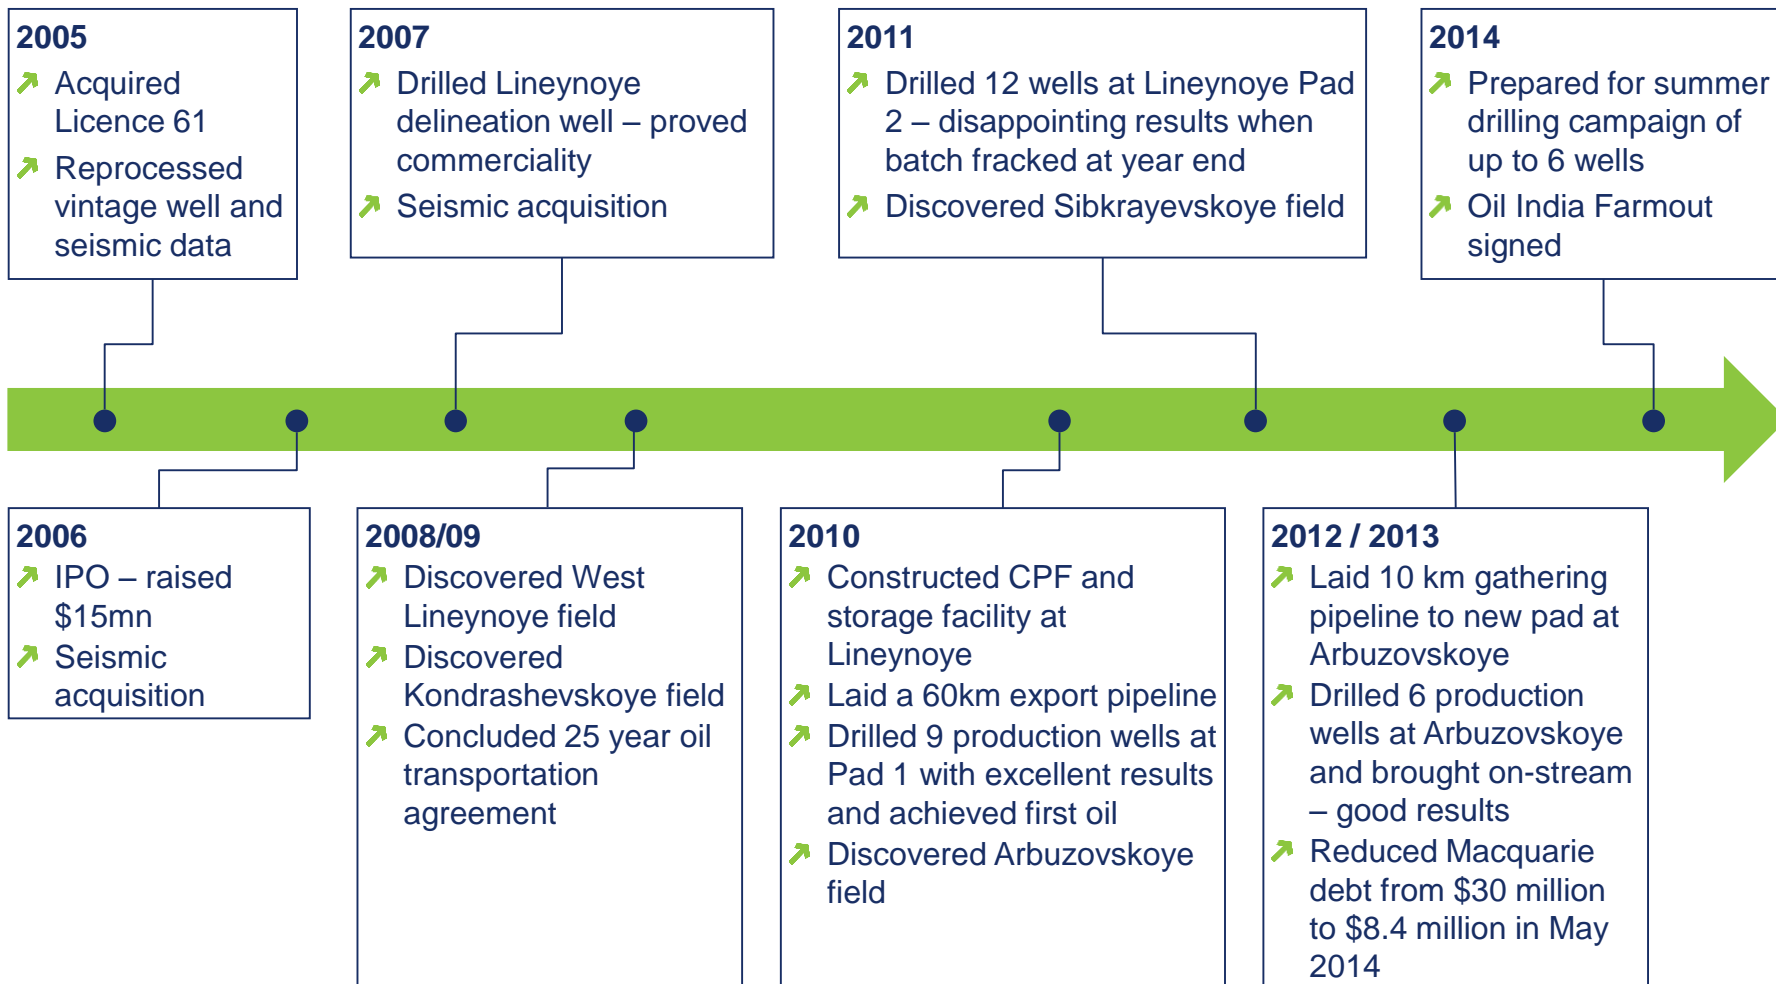 2005
Acquired
Licence 61
Reprocessed
vintage well and
seismic data
2007
Drilled Lineynoye
delineation well – proved
commerciality
Seismic acquisition
2011
Drilled 12 wells at Lineynoye Pad
2 – disappointing results when
batch fracked at year end
Discovered Sibkrayevskoye field
2014
Prepared for summer
drilling campaign of
up to 6 wells
Oil India Farmout
signed
2006
IPO – raised
$15mn
Seismic
acquisition
2008/09
Discovered West
Lineynoye field
Discovered
Kondrashevskoye field
Concluded 25 year oil
transportation
agreement
2010
Constructed CPF and
storage facility at
Lineynoye
Laid a 60km export pipeline
Drilled 9 production wells at
Pad 1 with excellent results
and achieved first oil
Discovered Arbuzovskoye
field
2012 / 2013
Laid 10 km gathering
pipeline to new pad at
Arbuzovskoye
Drilled 6 production
wells at Arbuzovskoye
and brought on-stream
– good results
Reduced Macquarie
debt from $30 million
to $8.4 million in May
2014